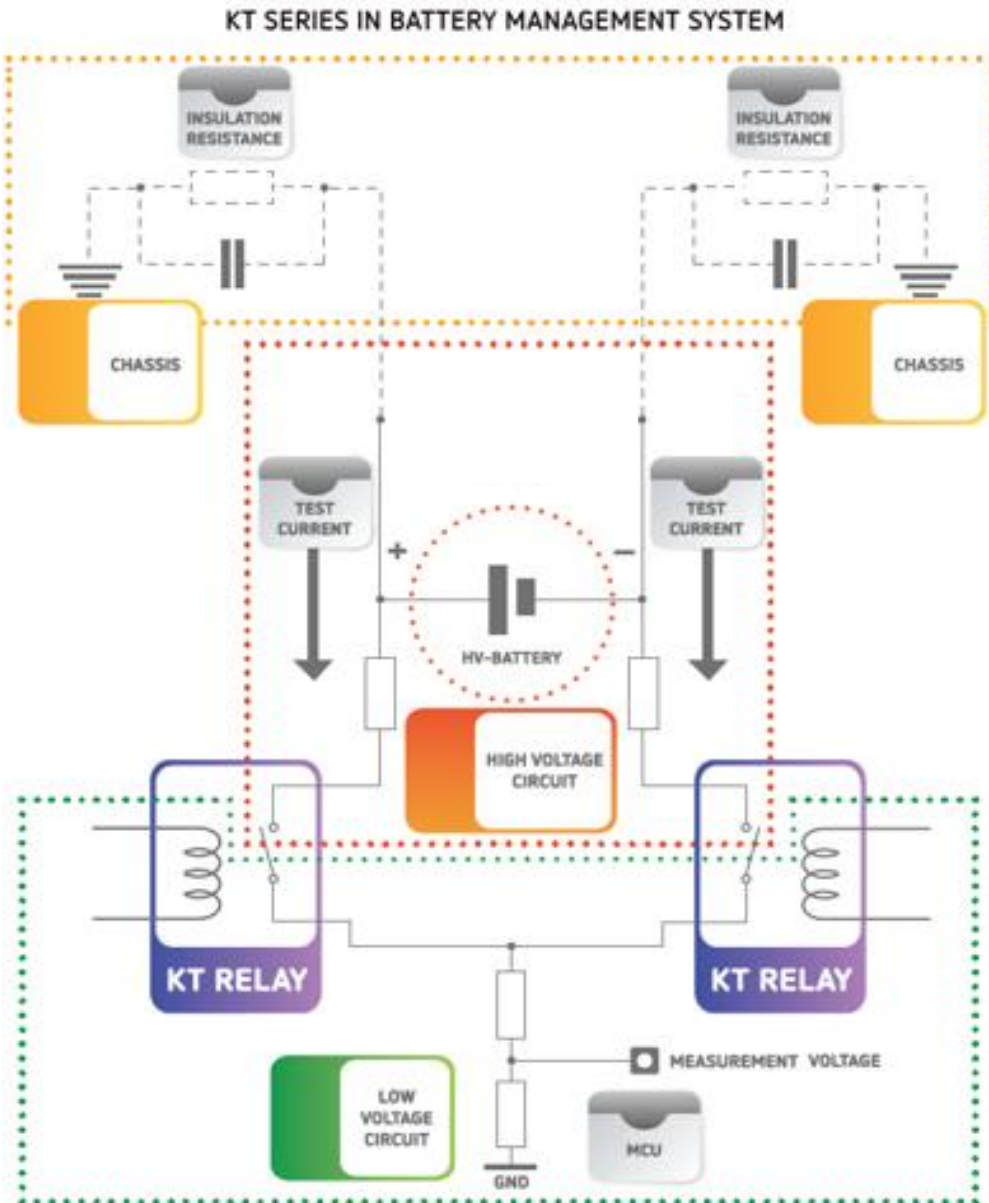 KT SERIES IN BATTERY MANAGEMENT SYSTEM
INSULATION
RESISTANCE
INSULATION
RESISTANCE
CHASSIS
CHASSIS
TEST
CURRENT
TEST
CURRENT
+
−
HV-BATTERY
HIGH VOLTAGE
CIRCUIT
KT RELAY
KT RELAY
MEASUREMENT VOLTAGE
LOW
VOLTAGE
CIRCUIT
MCU
GND